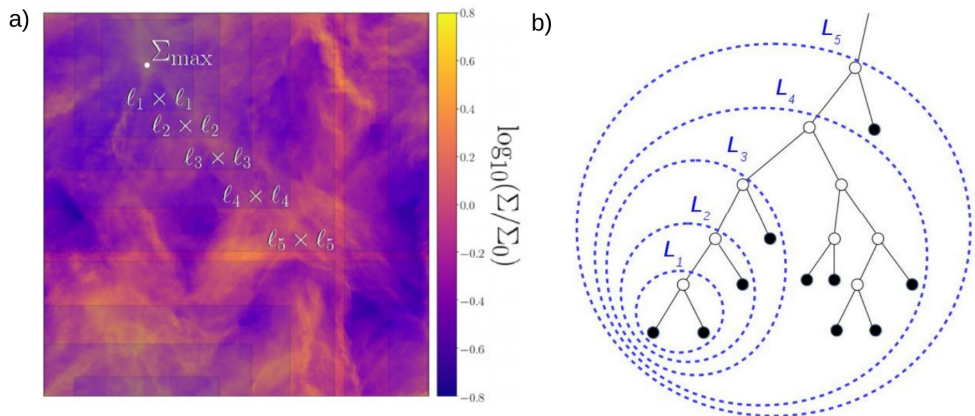 a)
Σmax
ℓ1 × ℓ1
ℓ2 × ℓ2
ℓ3 × ℓ3
ℓ4 × ℓ4
ℓ5 × ℓ5
0.8
0.6
0.4
0.2
0.0
−0.2
−0.4
−0.6
−0.8
log10(Σ/Σ0)
b)
L5
L4
L3
L2
L1